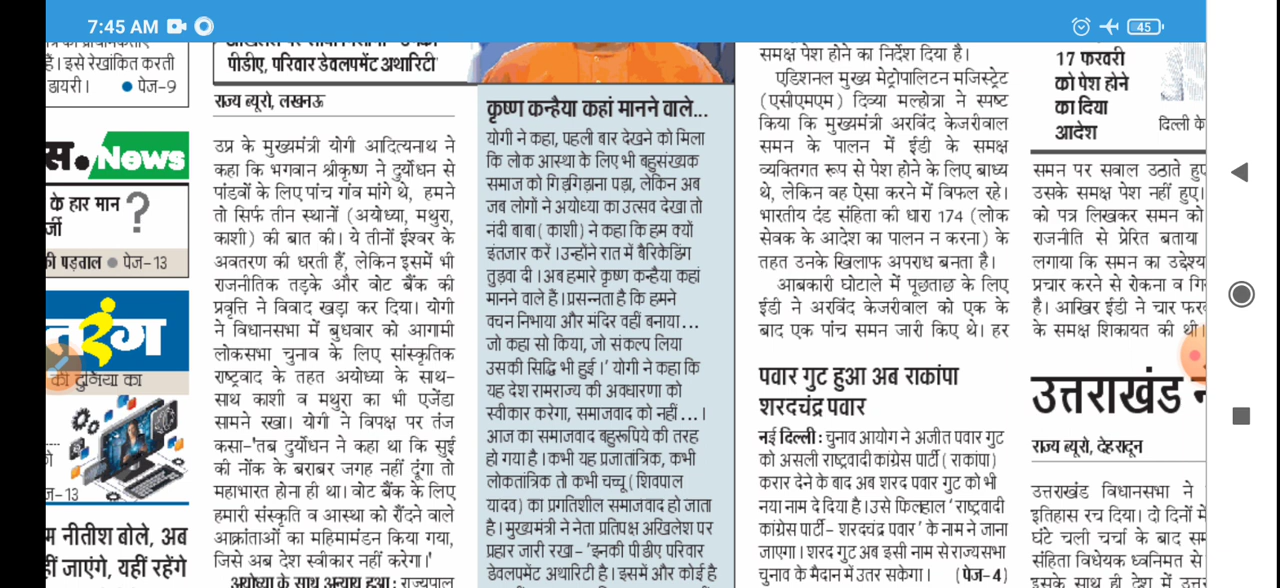 7:45 AM
45
है। इसे रेखांकित करती
डायरी।
पेज-9
स.News
के हार मान ?
र्जी
की पड़ताल पेज-13
तरंग
की दुनिया का
ज-13
म नीतीश बोले, अब
हीं जाएंगे, यहीं रहेंगे
पीडीए, परिवार डेवलपमेंट अथारिटी
राज्य ब्यूरो, लखनऊ
उप्र के मुख्यमंत्री योगी आदित्यनाथ ने
कहा कि भगवान श्रीकृष्ण ने दुर्योधन से
पांडवों के लिए पांच गांव मांगे थे, हमने
तो सिर्फ तीन स्थानों (अयोध्या, मथुरा,
काशी) की बात की। ये तीनों ईश्वर के
अवतरण की धरती हैं, लेकिन इसमें भी
राजनीतिक तड़के और वोट बैंक की
प्रवृत्ति ने विवाद खड़ा कर दिया। योगी
ने विधानसभा में बुधवार को आगामी
लोकसभा चुनाव के लिए सांस्कृतिक
राष्ट्रवाद के तहत अयोध्या के साथ-
साथ काशी व मथुरा का भी एजेंडा
सामने रखा। योगी ने विपक्ष पर तंज
कसा-'तब दुर्योधन ने कहा था कि सुई
की नोंक के बराबर जगह नहीं दूंगा तो
महाभारत होना ही था। वोट बैंक के लिए
हमारी संस्कृति व आस्था को रौंदने वाले
आक्रांताओं का महिमामंडन किया गया,
जिसे अब देश स्वीकार नहीं करेगा।'
अयोध्या के साथ अन्याय हुआ: राज्यपाल
कृष्ण कन्हैया कहां मानने वाले...
योगी ने कहा, पहली बार देखने को मिला
कि लोक आस्था के लिए भी बहुसंख्यक
समाज को गिड़गिड़ाना पड़ा, लेकिन अब
जब लोगों ने अयोध्या का उत्सव देखा तो
नंदी बाबा (काशी) ने कहा कि हम क्यों
इंतजार करें। उन्होंने रात में बैरिकेडिंग
तुड़वा दी। अब हमारे कृष्ण कन्हैया कहां
मानने वाले हैं। प्रसन्नता है कि हमने
वचन निभाया और मंदिर वहीं बनाया...
जो कहा सो किया, जो संकल्प लिया
उसकी सिद्धि भी हुई।' योगी ने कहा कि
यह देश रामराज्य की अवधारणा को
स्वीकार करेगा, समाजवाद को नहीं...।
आज का समाजवाद बहुरूपिये की तरह
हो गया है। कभी यह प्रजातांत्रिक, कभी
लोकतांत्रिक तो कभी चच्चू (शिवपाल
यादव) का प्रगतिशील समाजवाद हो जाता
है। मुख्यमंत्री ने नेता प्रतिपक्ष अखिलेश पर
प्रहार जारी रखा- 'इनकी पीडीए परिवार
डेवलपमेंट अथारिटी है। इसमें और कोई है
समक्ष पेश होने का निर्देश दिया है।
एडिशनल मुख्य मेट्रोपालिटन मजिस्ट्रेट
(एसीएमएम) दिव्या मल्होत्रा ने स्पष्ट
किया कि मुख्यमंत्री अरविंद केजरीवाल
समन के पालन में ईडी के समक्ष
व्यक्तिगत रूप से पेश होने के लिए बाध्य
थे, लेकिन वह ऐसा करने में विफल रहे।
भारतीय दंड संहिता की धारा 174 (लोक
सेवक के आदेश का पालन न करना) के
तहत उनके खिलाफ अपराध बनता है।
आबकारी घोटाले में पूछताछ के लिए
ईडी ने अरविंद केजरीवाल को एक के
बाद एक पांच समन जारी किए थे। हर
पवार गुट हुआ अब राकांपा
शरदचंद्र पवार
नई दिल्ली: चुनाव आयोग ने अजीत पवार गुट
को असली राष्ट्रवादी कांग्रेस पार्टी (राकांपा)
करार देने के बाद अब शरद पवार गुट को भी
नया नाम दे दिया है। उसे फिलहाल 'राष्ट्रवादी
कांग्रेस पार्टी- शरदचंद्र पवार' के नाम ने जाना
जाएगा। शरद गुट अब इसी नाम से राज्यसभा
चुनाव के मैदान में उतर सकेगा। (पेज-4)
17 फरवरी
को पेश होने
का दिया
आदेश
दिल्ली के
समन पर सवाल उठाते हुए
उसके समक्ष पेश नहीं हुए।
को पत्र लिखकर समन को
राजनीति से प्रेरित बताया
लगाया कि समन का उद्देश्य
प्रचार करने से रोकना व गि
है। आखिर ईडी ने चार फर
के समक्ष शिकायत की थी।
उत्तराखंड
राज्य ब्यूरो, देहरादून
उत्तराखंड विधानसभा ने
इतिहास रच दिया। दो दिनों में
घंटे चली चर्चा के बाद सम
संहिता विधेयक ध्वनिमत से
इसके साथ ही देश में उत्तर